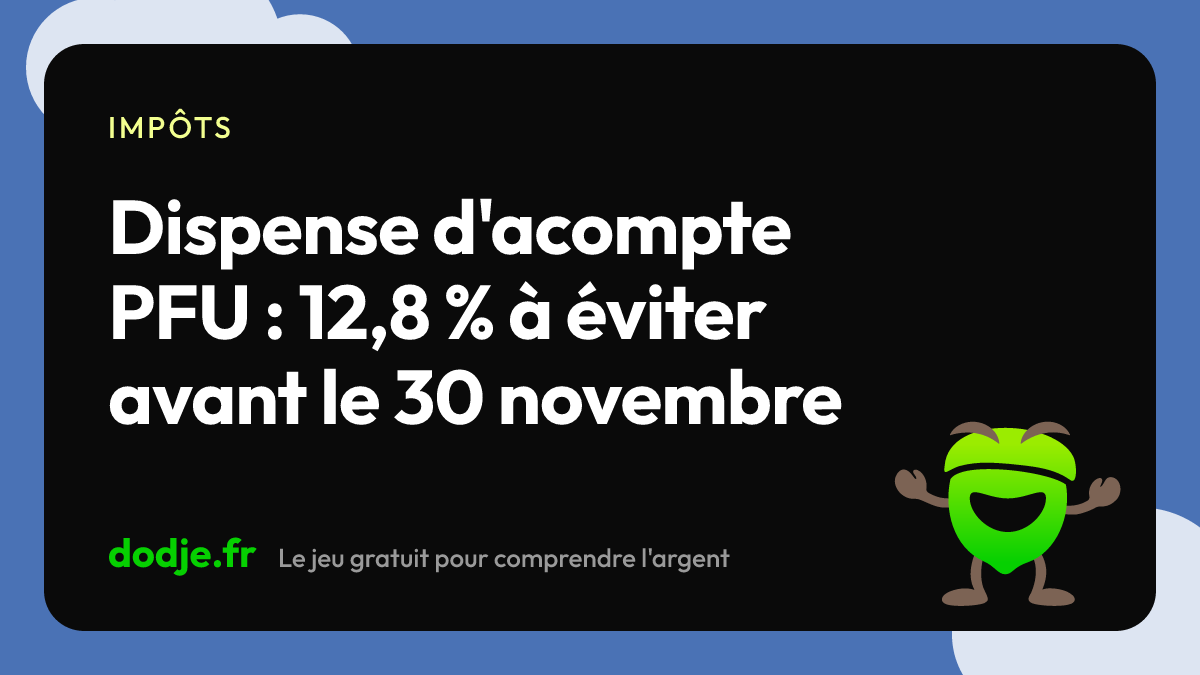 IMPÔTS
Dispense d'acompte
PFU : 12,8 % à éviter
avant le 30 novembre
dodje.fr Le jeu gratuit pour comprendre l'argent